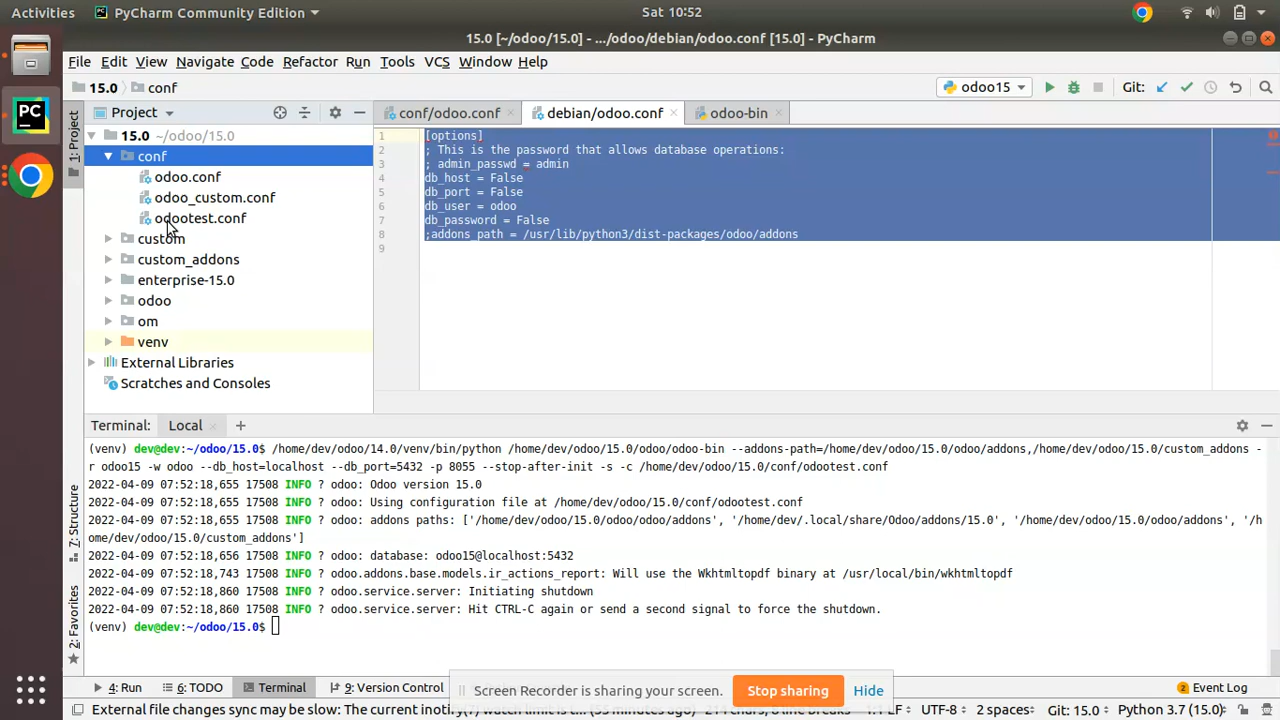 Activities PyCharm Community Edition Sat 10:52
15.0 [~/odoo/15.0] - .../odoo/debian/odoo.conf [15.0] - PyCharm
File Edit View Navigate Code Refactor Run Tools VCS Window Help
15.0 conf odoo15 Git:
Project conf/odoo.conf debian/odoo.conf odoo-bin
1: Project
15.0 ~/odoo/15.0
conf
odoo.conf
odoo_custom.conf
odootest.conf
custom
custom_addons
enterprise-15.0
odoo
om
venv
External Libraries
Scratches and Consoles
1 [options]
2 ; This is the password that allows database operations:
3 ; admin_passwd = admin
4 db_host = False
5 db_port = False
6 db_user = odoo
7 db_password = False
8 ;addons_path = /usr/lib/python3/dist-packages/odoo/addons
9
Terminal: Local +
7: Structure
2: Favorites
(venv) dev@dev:~/odoo/15.0$ /home/dev/odoo/14.0/venv/bin/python /home/dev/odoo/15.0/odoo/odoo-bin --addons-path=/home/dev/odoo/15.0/odoo/addons,/home/dev/odoo/15.0/custom_addons -
r odoo15 -w odoo --db_host=localhost --db_port=5432 -p 8055 --stop-after-init -s -c /home/dev/odoo/15.0/conf/odootest.conf
2022-04-09 07:52:18,655 17508 INFO ? odoo: Odoo version 15.0
2022-04-09 07:52:18,655 17508 INFO ? odoo: Using configuration file at /home/dev/odoo/15.0/conf/odootest.conf
2022-04-09 07:52:18,655 17508 INFO ? odoo: addons paths: ['/home/dev/odoo/15.0/odoo/odoo/addons', '/home/dev/.local/share/Odoo/addons/15.0', '/home/dev/odoo/15.0/odoo/addons', '/h
ome/dev/odoo/15.0/custom_addons']
2022-04-09 07:52:18,656 17508 INFO ? odoo: database: odoo15@localhost:5432
2022-04-09 07:52:18,743 17508 INFO ? odoo.addons.base.models.ir_actions_report: Will use the Wkhtmltopdf binary at /usr/local/bin/wkhtmltopdf
2022-04-09 07:52:18,860 17508 INFO ? odoo.service.server: Initiating shutdown
2022-04-09 07:52:18,860 17508 INFO ? odoo.service.server: Hit CTRL-C again or send a second signal to force the shutdown.
(venv) dev@dev:~/odoo/15.0$
4: Run 6: TODO Terminal 9: Version Control Event Log
Screen Recorder is sharing your screen. Stop sharing Hide
External file changes sync may be slow: The current inotify(7) watch limit is t... (55 minutes ago) UTF-8 2 spaces Git: 15.0 Python 3.7 (odoo15.0)